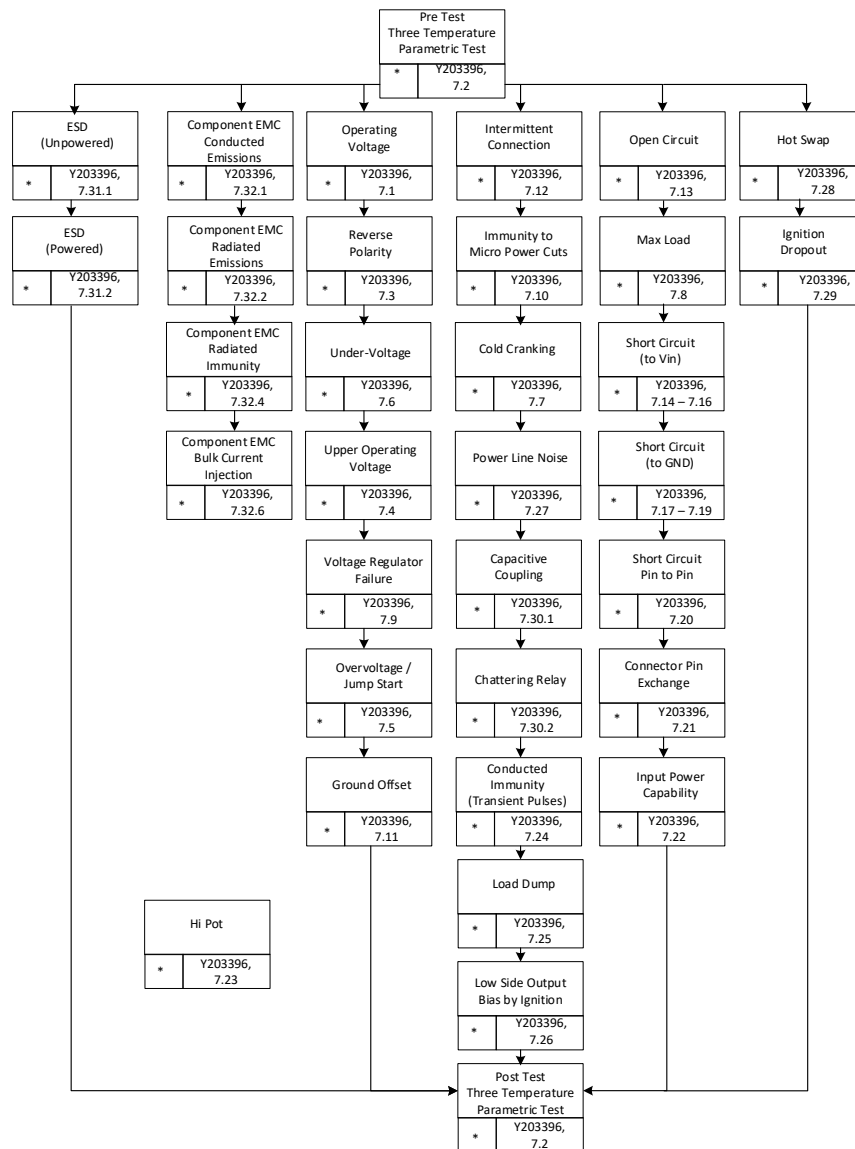 Pre Test
Three Temperature
Parametric Test
* Y203396,
7.2
ESD
(Unpowered)
* Y203396,
7.31.1
ESD
(Powered)
* Y203396,
7.31.2
Component EMC
Conducted
Emissions
* Y203396,
7.32.1
Component EMC
Radiated
Emissions
* Y203396,
7.32.2
Component EMC
Radiated
Immunity
* Y203396,
7.32.4
Component EMC
Bulk Current
Injection
* Y203396,
7.32.6
Operating
Voltage
* Y203396,
7.1
Reverse
Polarity
* Y203396,
7.3
Under-Voltage
* Y203396,
7.6
Upper Operating
Voltage
* Y203396,
7.4
Voltage Regulator
Failure
* Y203396,
7.9
Overvoltage /
Jump Start
* Y203396,
7.5
Ground Offset
* Y203396,
7.11
Intermittent
Connection
* Y203396,
7.12
Immunity to
Micro Power Cuts
* Y203396,
7.10
Cold Cranking
* Y203396,
7.7
Power Line Noise
* Y203396,
7.27
Capacitive
Coupling
* Y203396,
7.30.1
Chattering Relay
* Y203396,
7.30.2
Conducted
Immunity
(Transient Pulses)
* Y203396,
7.24
Load Dump
* Y203396,
7.25
Low Side Output
Bias by Ignition
* Y203396,
7.26
Open Circuit
* Y203396,
7.13
Max Load
* Y203396,
7.8
Short Circuit
(to Vin)
* Y203396,
7.14 – 7.16
Short Circuit
(to GND)
* Y203396,
7.17 – 7.19
Short Circuit
Pin to Pin
* Y203396,
7.20
Connector Pin
Exchange
* Y203396,
7.21
Input Power
Capability
* Y203396,
7.22
Hot Swap
* Y203396,
7.28
Ignition
Dropout
* Y203396,
7.29
Hi Pot
* Y203396,
7.23
Post Test
Three Temperature
Parametric Test
* Y203396,
7.2